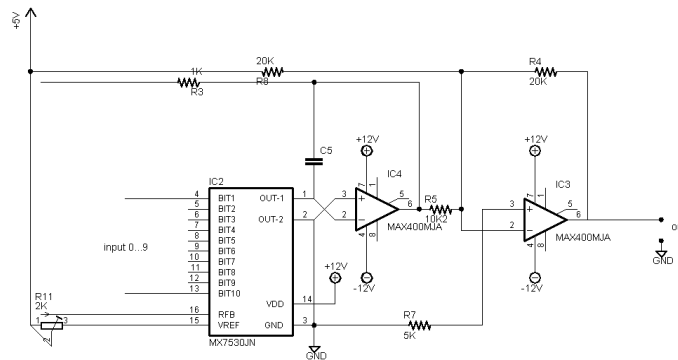 +5V
20K
R8
1K
R3
R4
20K
C5
+12V
IC4
+12V
IC3
IC2
4 BIT1 OUT-1 1
5 BIT2
6 BIT3 OUT-2 2
7 BIT4
8 BIT5
9 BIT6
10 BIT7
11 BIT8
12 BIT9
13 BIT10
VDD 14
16 RFB
15 VREF GND 3
MX7530JN
input 0...9
3 + 7 1 5
6
2 - 4 8
MAX400MJA
-12V
R5
10K2
3 + 7 1 5
6
2 - 4 8
MAX400MJA
-12V
+12V
R11
2K
1 3
2
R7
5K
GND
GND